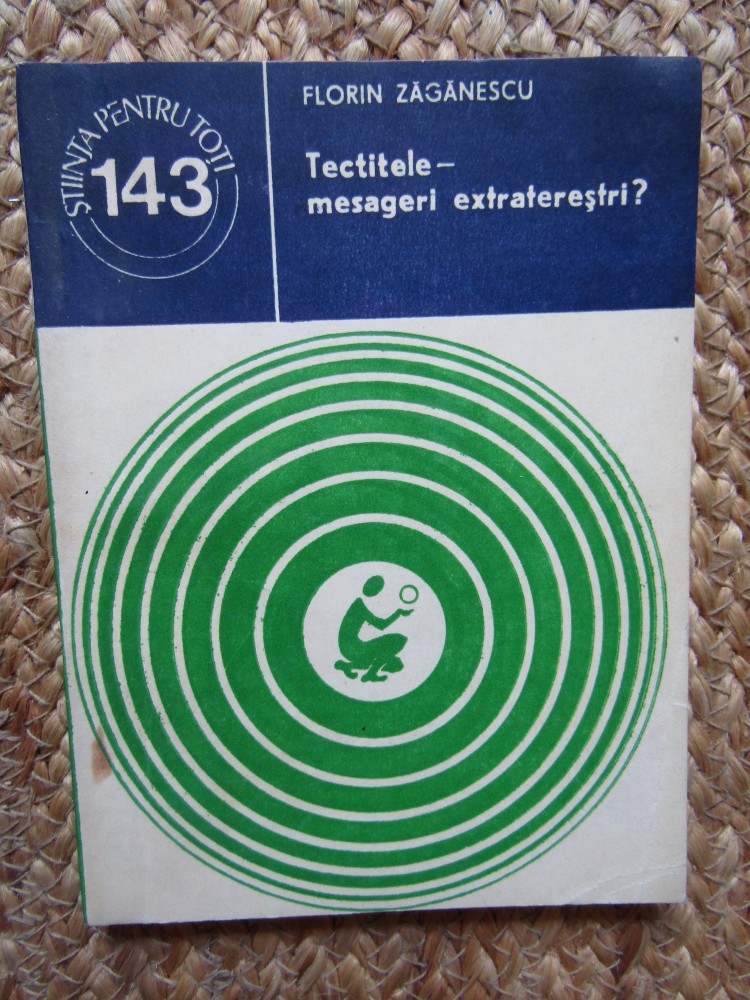 ȘTIINȚA PENTRU TOȚI
143
FLORIN ZĂGĂNESCU
Tectitele—
mesageri extratereștri?